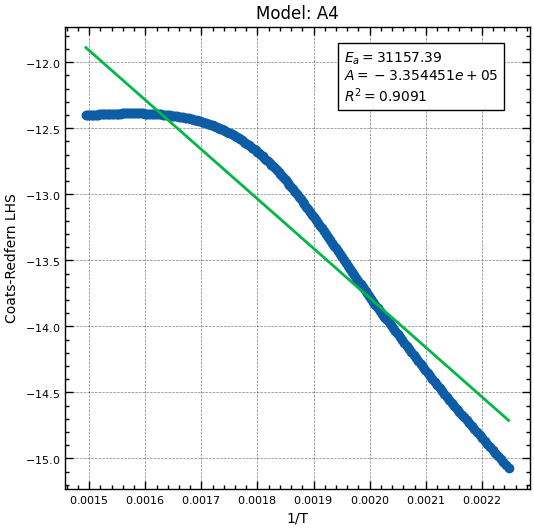 Model: A4
E_a = 31157.39
A = −3.354451e + 05
R² = 0.9091
Coats-Redfern LHS
−12.0
−12.5
−13.0
−13.5
−14.0
−14.5
−15.0
0.0015 0.0016 0.0017 0.0018 0.0019 0.0020 0.0021 0.0022
1/T